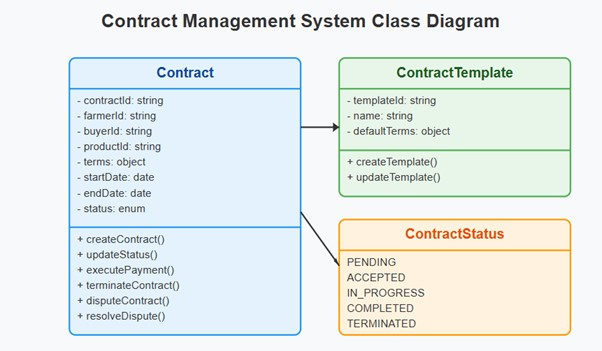 Contract Management System Class Diagram
Contract
- contractId: string
- farmerId: string
- buyerId: string
- productId: string
- terms: object
- startDate: date
- endDate: date
- status: enum
+ createContract()
+ updateStatus()
+ executePayment()
+ terminateContract()
+ disputeContract()
+ resolveDispute()
ContractTemplate
- templateId: string
- name: string
- defaultTerms: object
+ createTemplate()
+ updateTemplate()
ContractStatus
PENDING
ACCEPTED
IN_PROGRESS
COMPLETED
TERMINATED